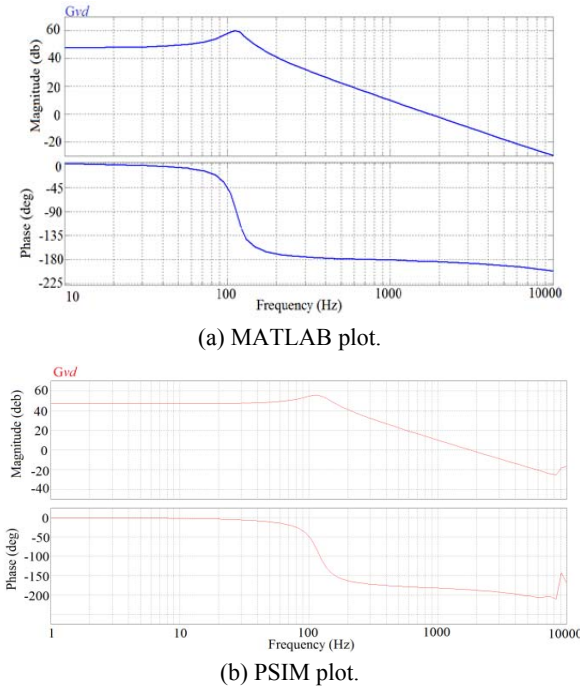 Gvd
Magnitude (db)
60
40
20
0
-20
Phase (deg)
0
-45
-90
-135
-180
-225
10 100 1000 10000
Frequency (Hz)
(a) MATLAB plot.
Gvd
Magnitude (deb)
60
40
20
0
-20
-40
Phase (deg)
0
-50
-100
-150
-200
1 10 100 1000 10000
Frequency (Hz)
(b) PSIM plot.